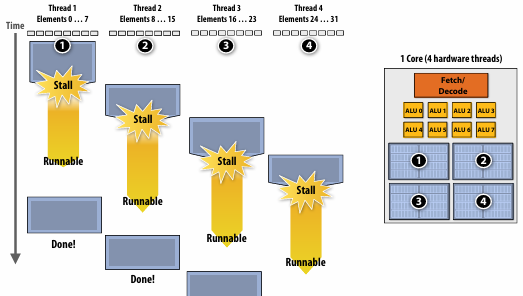 Thread 1
Elements 0 … 7
Thread 2
Elements 8 … 15
Thread 3
Elements 16 … 23
Thread 4
Elements 24 … 31
Time
1
2
3
4
1 Core (4 hardware threads)
Fetch/
Decode
ALU 0
ALU 1
ALU 2
ALU 3
ALU 4
ALU 5
ALU 6
ALU 7
1
2
3
4
Stall
Stall
Stall
Stall
Runnable
Runnable
Runnable
Runnable
Done!
Done!